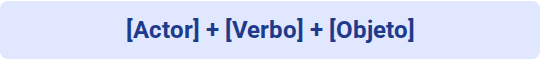 [Actor] + [Verbo] + [Objeto]